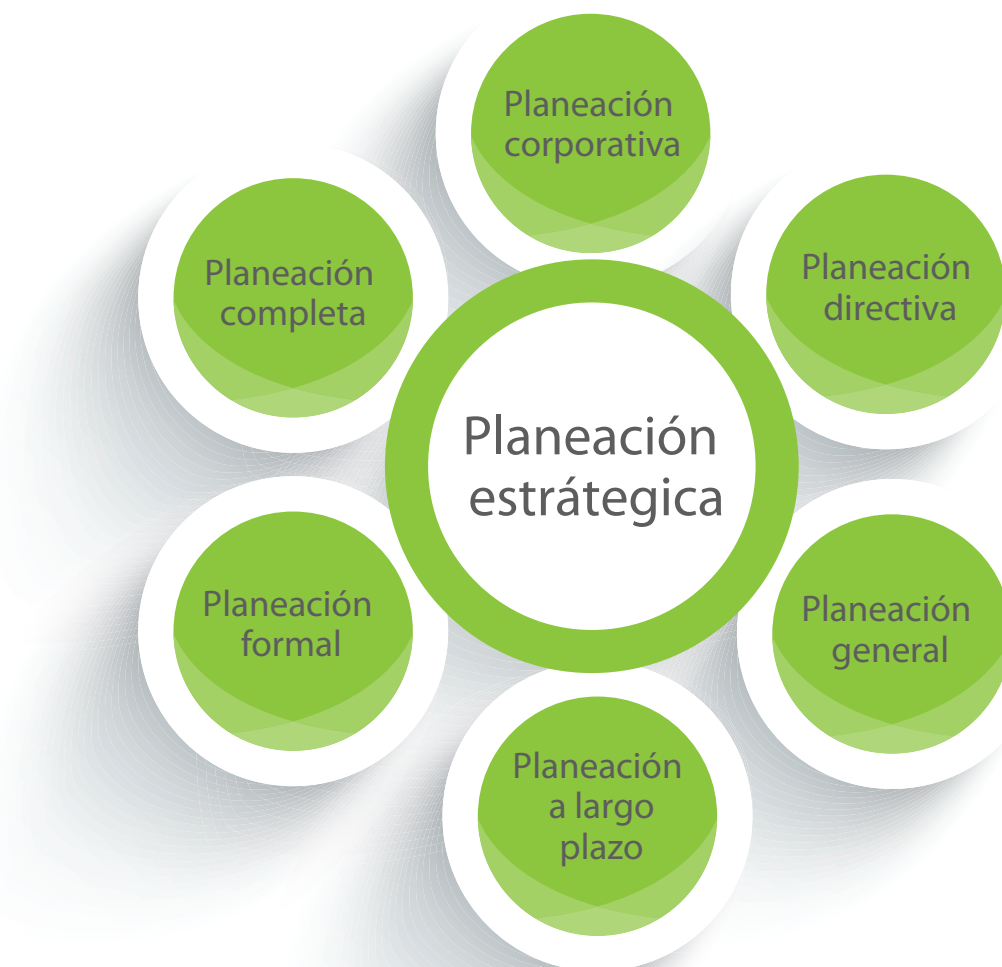 Planeación
corporativa
Planeación
directiva
Planeación
general
Planeación
a largo
plazo
Planeación
formal
Planeación
completa
Planeación
estrátegica